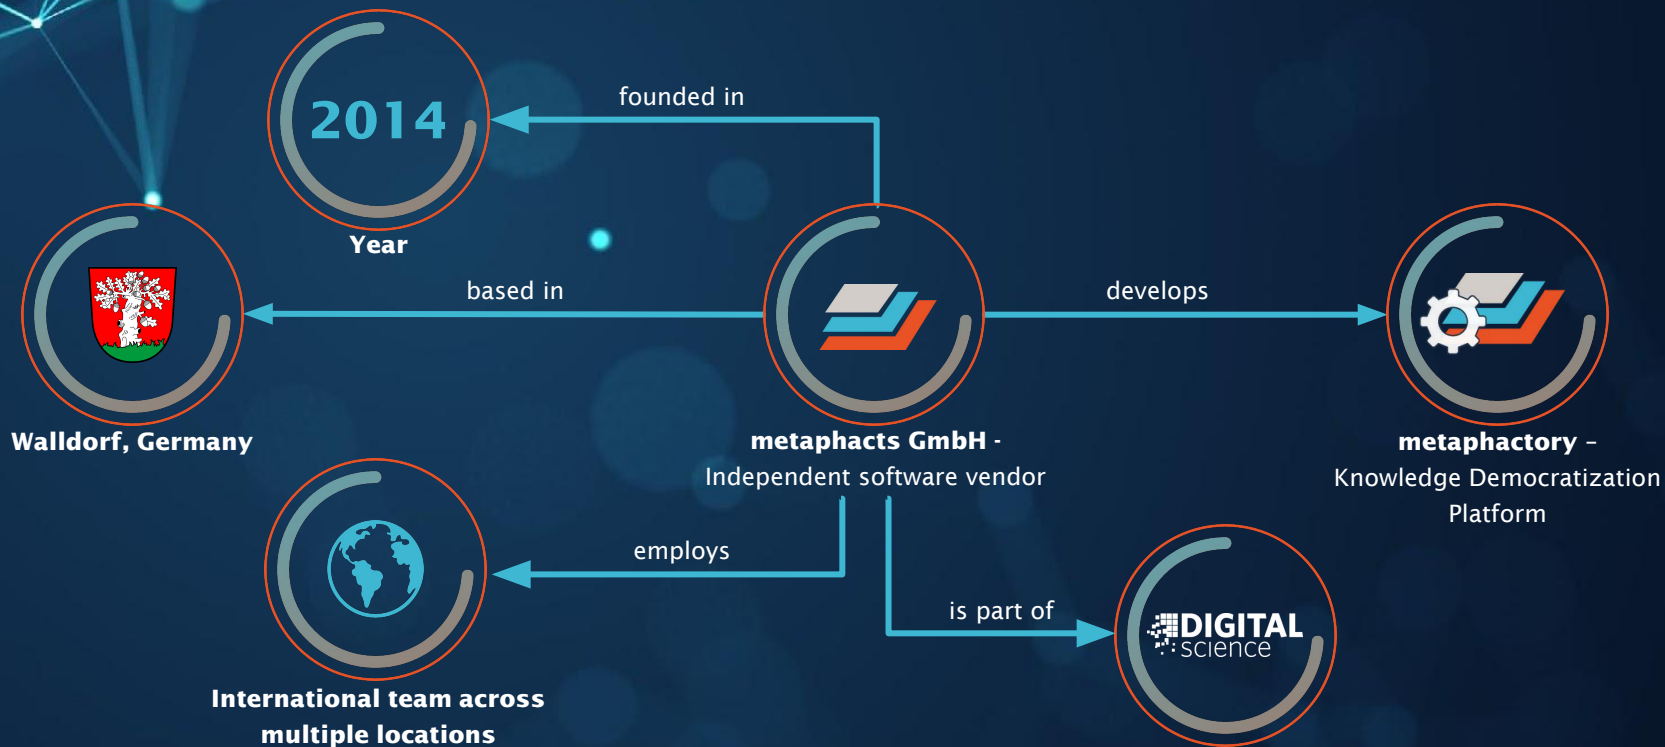 2014
founded in
Year
based in
develops
Walldorf, Germany
metaphacts GmbH -
Independent software vendor
metaphactory –
Knowledge Democratization
Platform
employs
is part of
DIGITAL
science
International team across
multiple locations